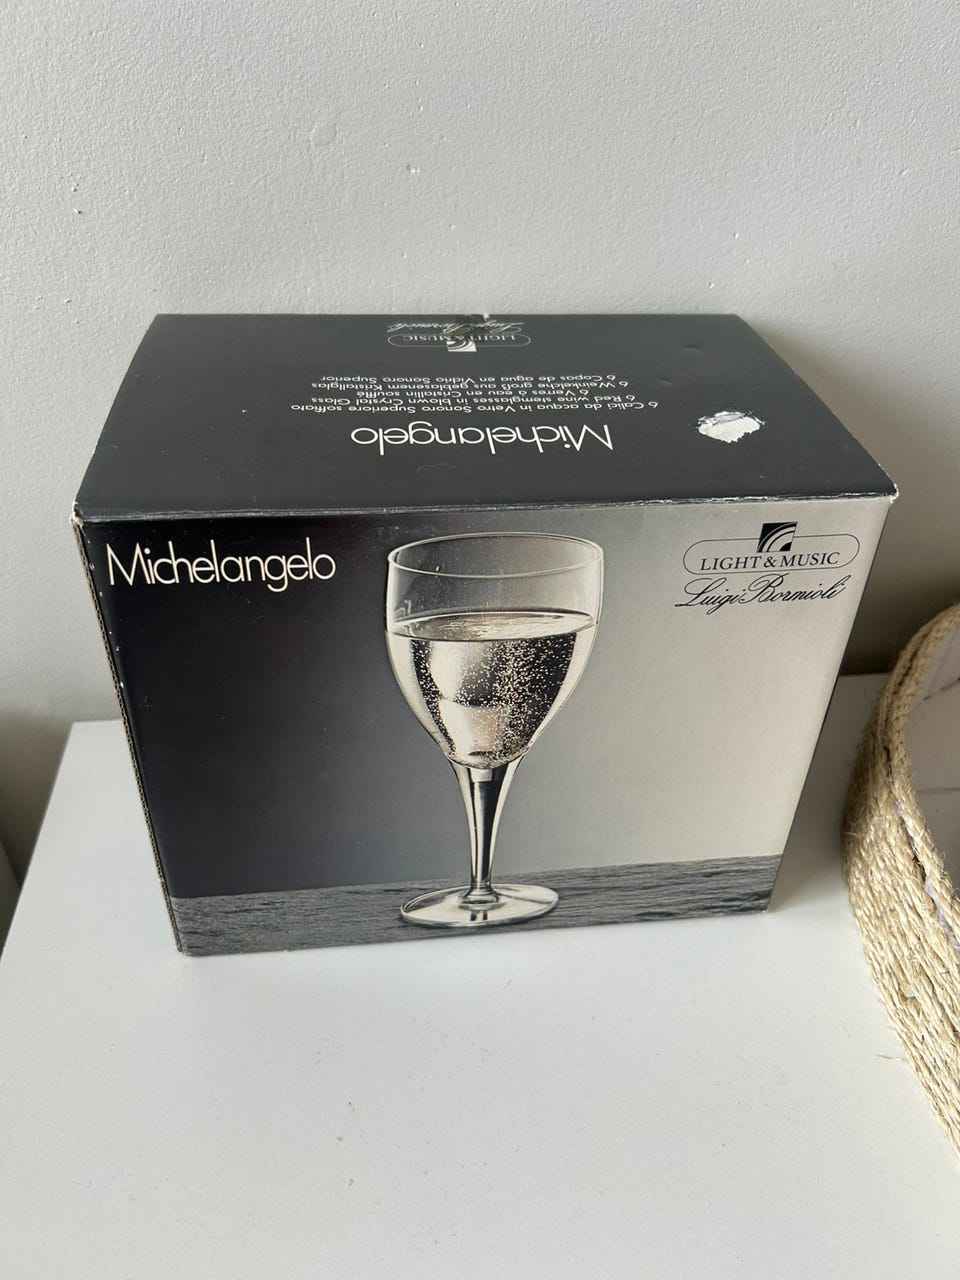 LIGHT & MUSIC
Luigi Bormioli
Michelangelo
6 Calici da acqua in Vetro Sonoro Superiore soffiato
6 Red wine stemglasses in blown Crystal Glass
6 Verres à eau en Cristallin soufflé
6 Weinkelche groß aus geblasenem Kristallglas
6 Copas de agua en Vidrio Sonoro Superior
Michelangelo
LIGHT & MUSIC
Luigi Bormioli